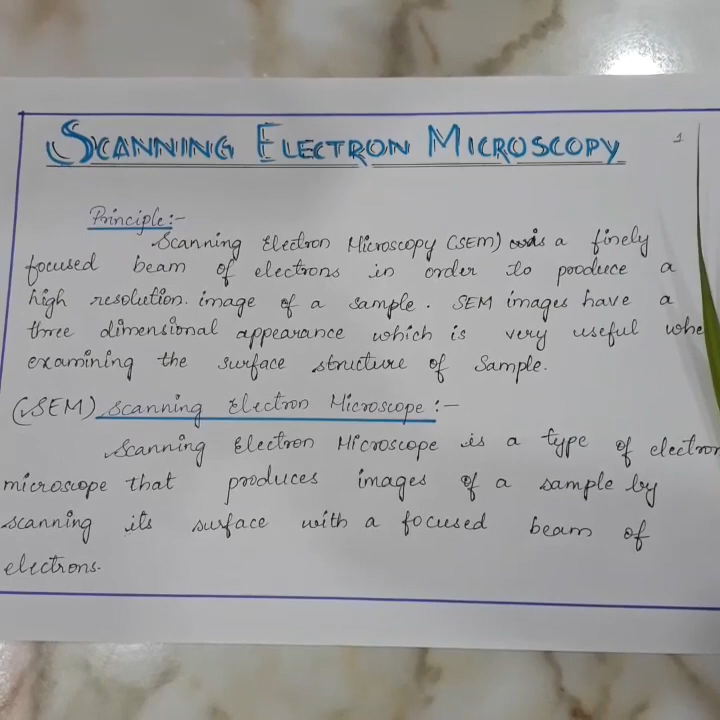 SCANNING ELECTRON MICROSCOPY
1
Principle:-
Scanning Electron Microscopy (SEM) a finely
focused beam of electrons in order to poduce a
high resolution. image of a sample. SEM images have a
three dimensional appearance which is very useful whe
examining the surface structure of Sample.
(SEM) Scanning Electron Microscope:-
Scanning Electron Microscope is a type of electron
microscope that produces images of a sample by
scanning its surface with a focused beam of
electrons.